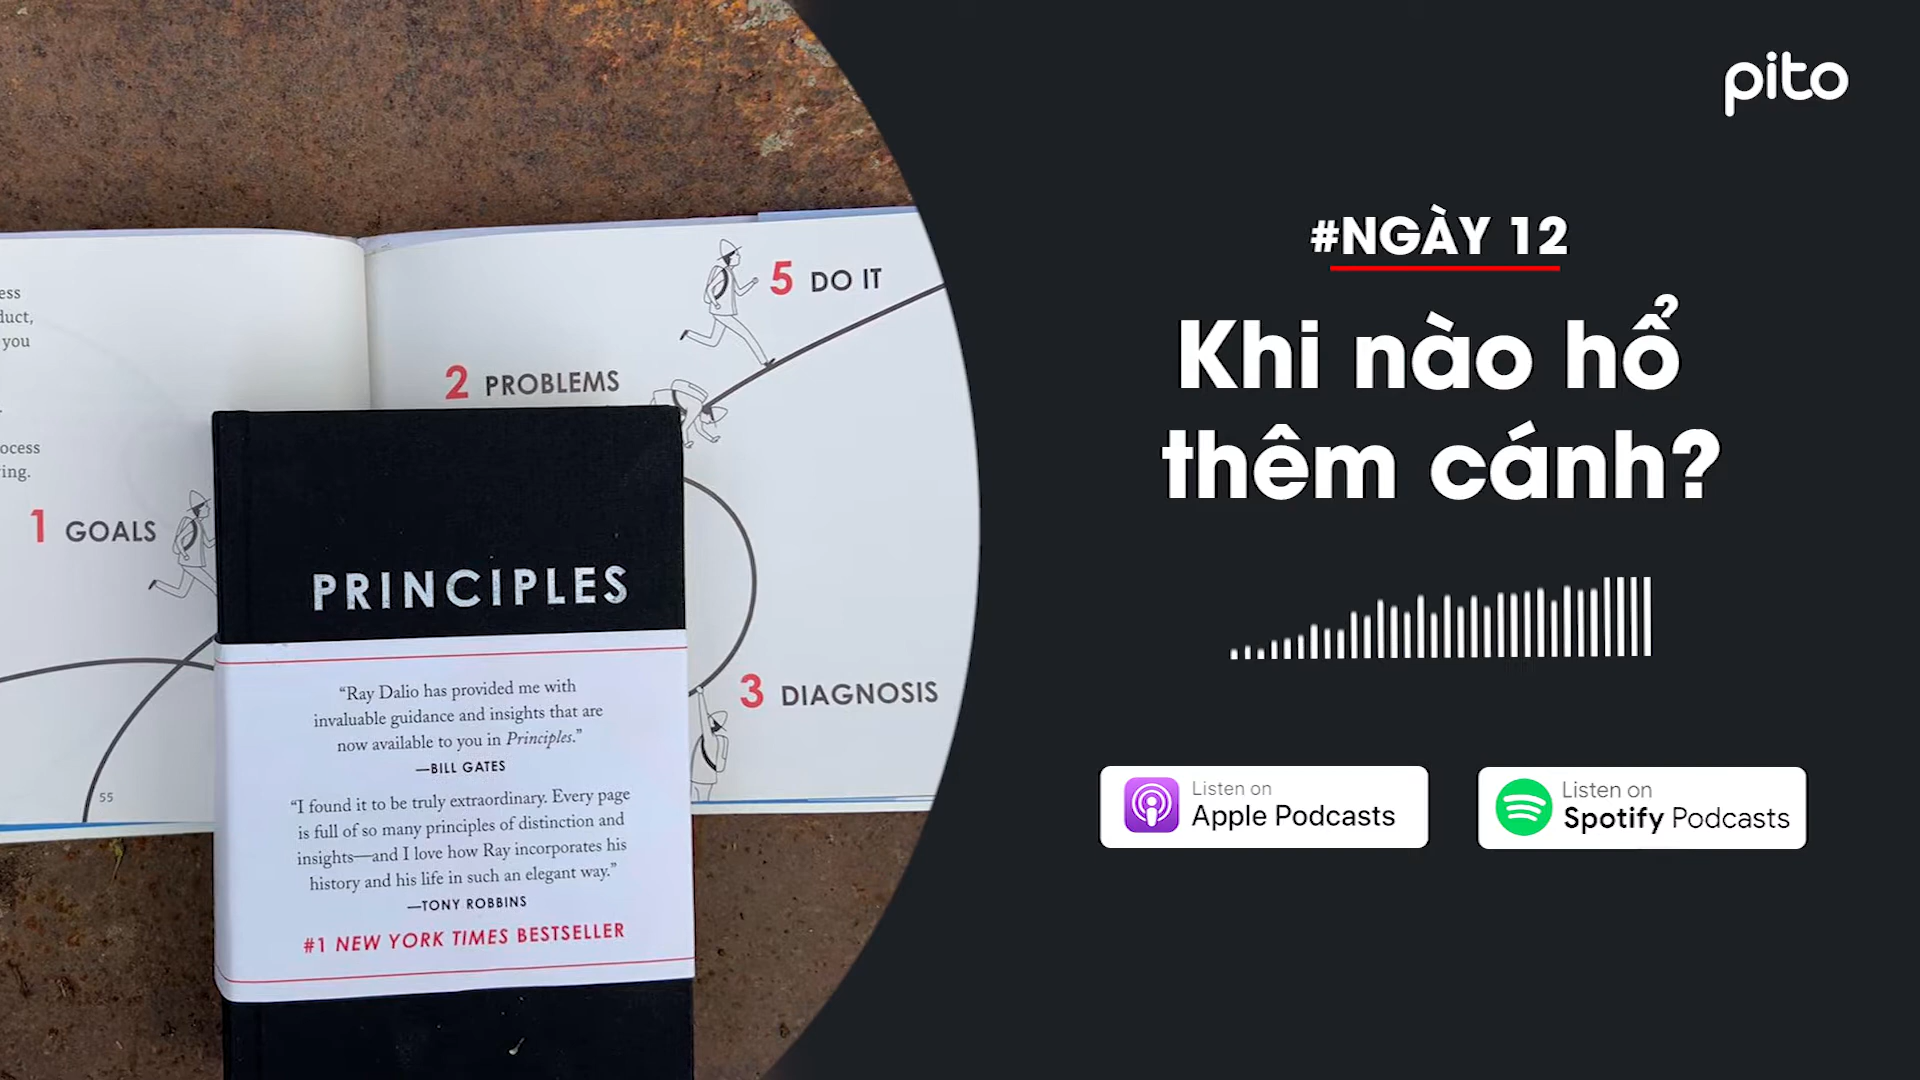 ess
duct,
you
ocess
ing.
1 GOALS
55
2 PROBLEMS
5 DO IT
3 DIAGNOSIS
PRINCIPLES
“Ray Dalio has provided me with
invaluable guidance and insights that are
now available to you in Principles.”
—BILL GATES
“I found it to be truly extraordinary. Every page
is full of so many principles of distinction and
insights—and I love how Ray incorporates his
history and his life in such an elegant way.”
—TONY ROBBINS
#1 NEW YORK TIMES BESTSELLER
pito
#NGÀY 12
Khi nào hổ
thêm cánh?
Listen on
Apple Podcasts
Listen on
Spotify Podcasts